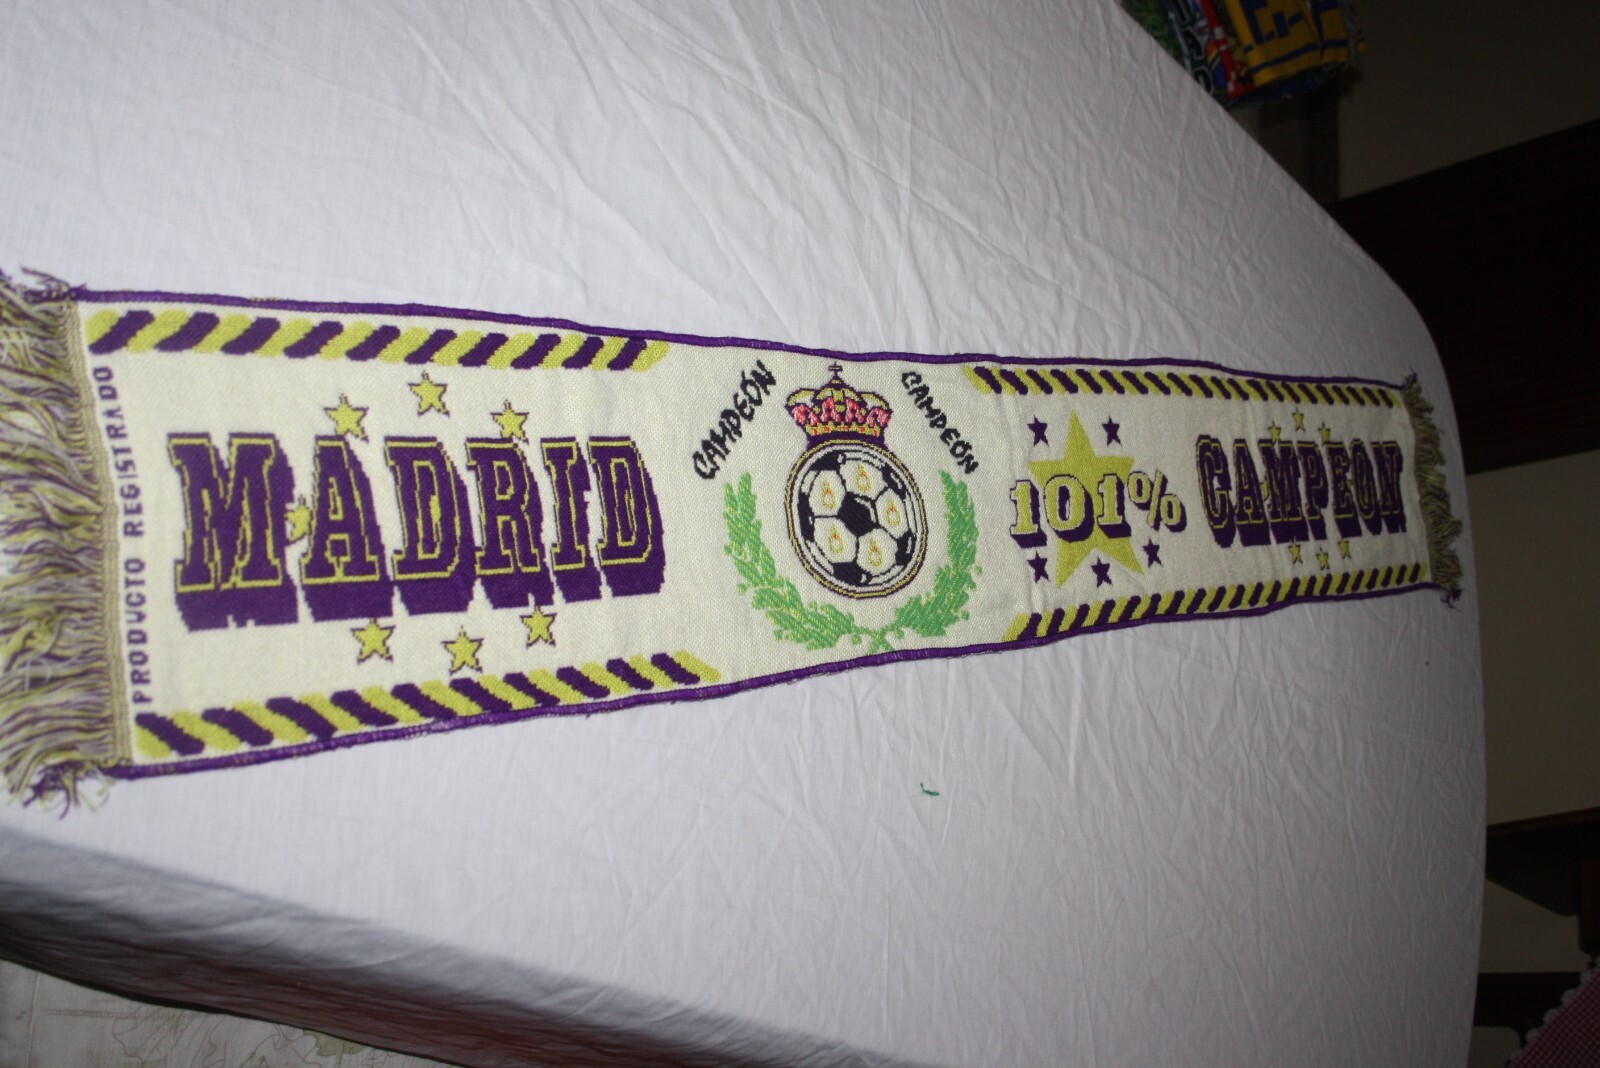 PRODUCTO REGISTRADO
MADRID
CAMPEÓN
CAMPEÓN
101%
CAMPEON